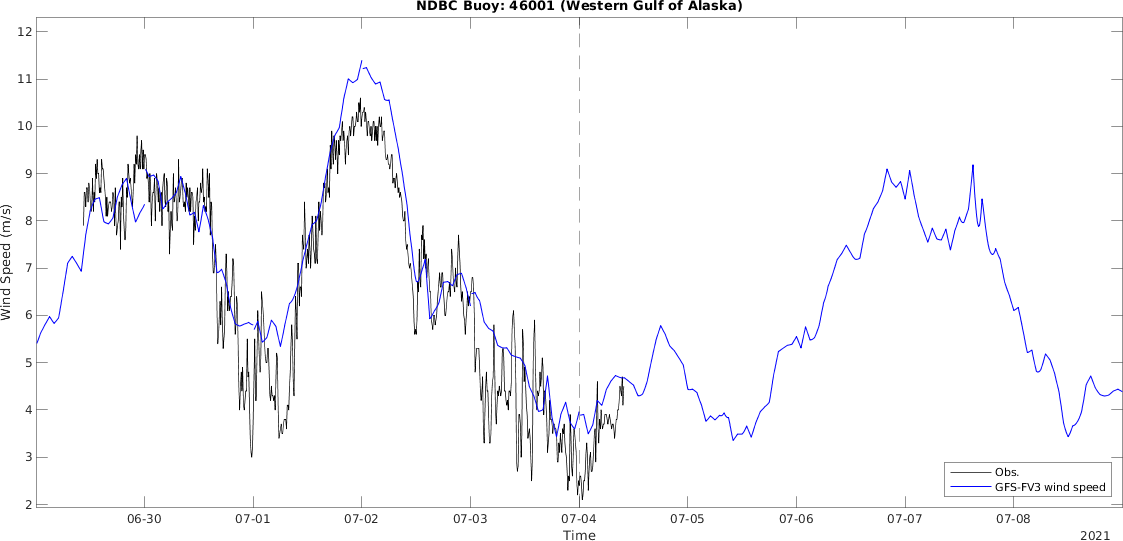 NDBC Buoy: 46001 (Western Gulf of Alaska)
12
11
10
9
8
7
6
5
4
3
2
Wind Speed (m/s)
06-30 07-01 07-02 07-03 07-04 07-05 07-06 07-07 07-08
Time
2021
Obs.
GFS-FV3 wind speed